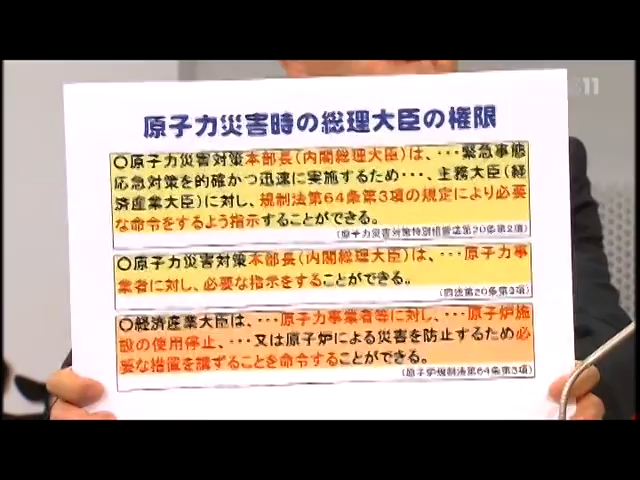 11
原子力災害時の総理大臣の権限
〇原子力災害対策本部長(内閣総理大臣)は、・・・緊急事態
応急対策を的確かつ迅速に実施するため・・・、主務大臣(経
済産業大臣)に対し、規制法第64条第3項の規定により必要
な命令をするよう指示することができる。
(原子力災害対策特別措置法第20条第2項)
〇原子力災害対策本部長(内閣総理大臣)は、・・・原子力事
業者に対し、必要な指示をすることができる。
(同法第20条第3項)
〇経済産業大臣は、・・・原子力事業者等に対し、・・・原子炉施
設の使用停止、・・・又は原子炉による災害を防止するため必
要な措置を講ずることを命令することができる。
(原子炉規制法第64条第3項)